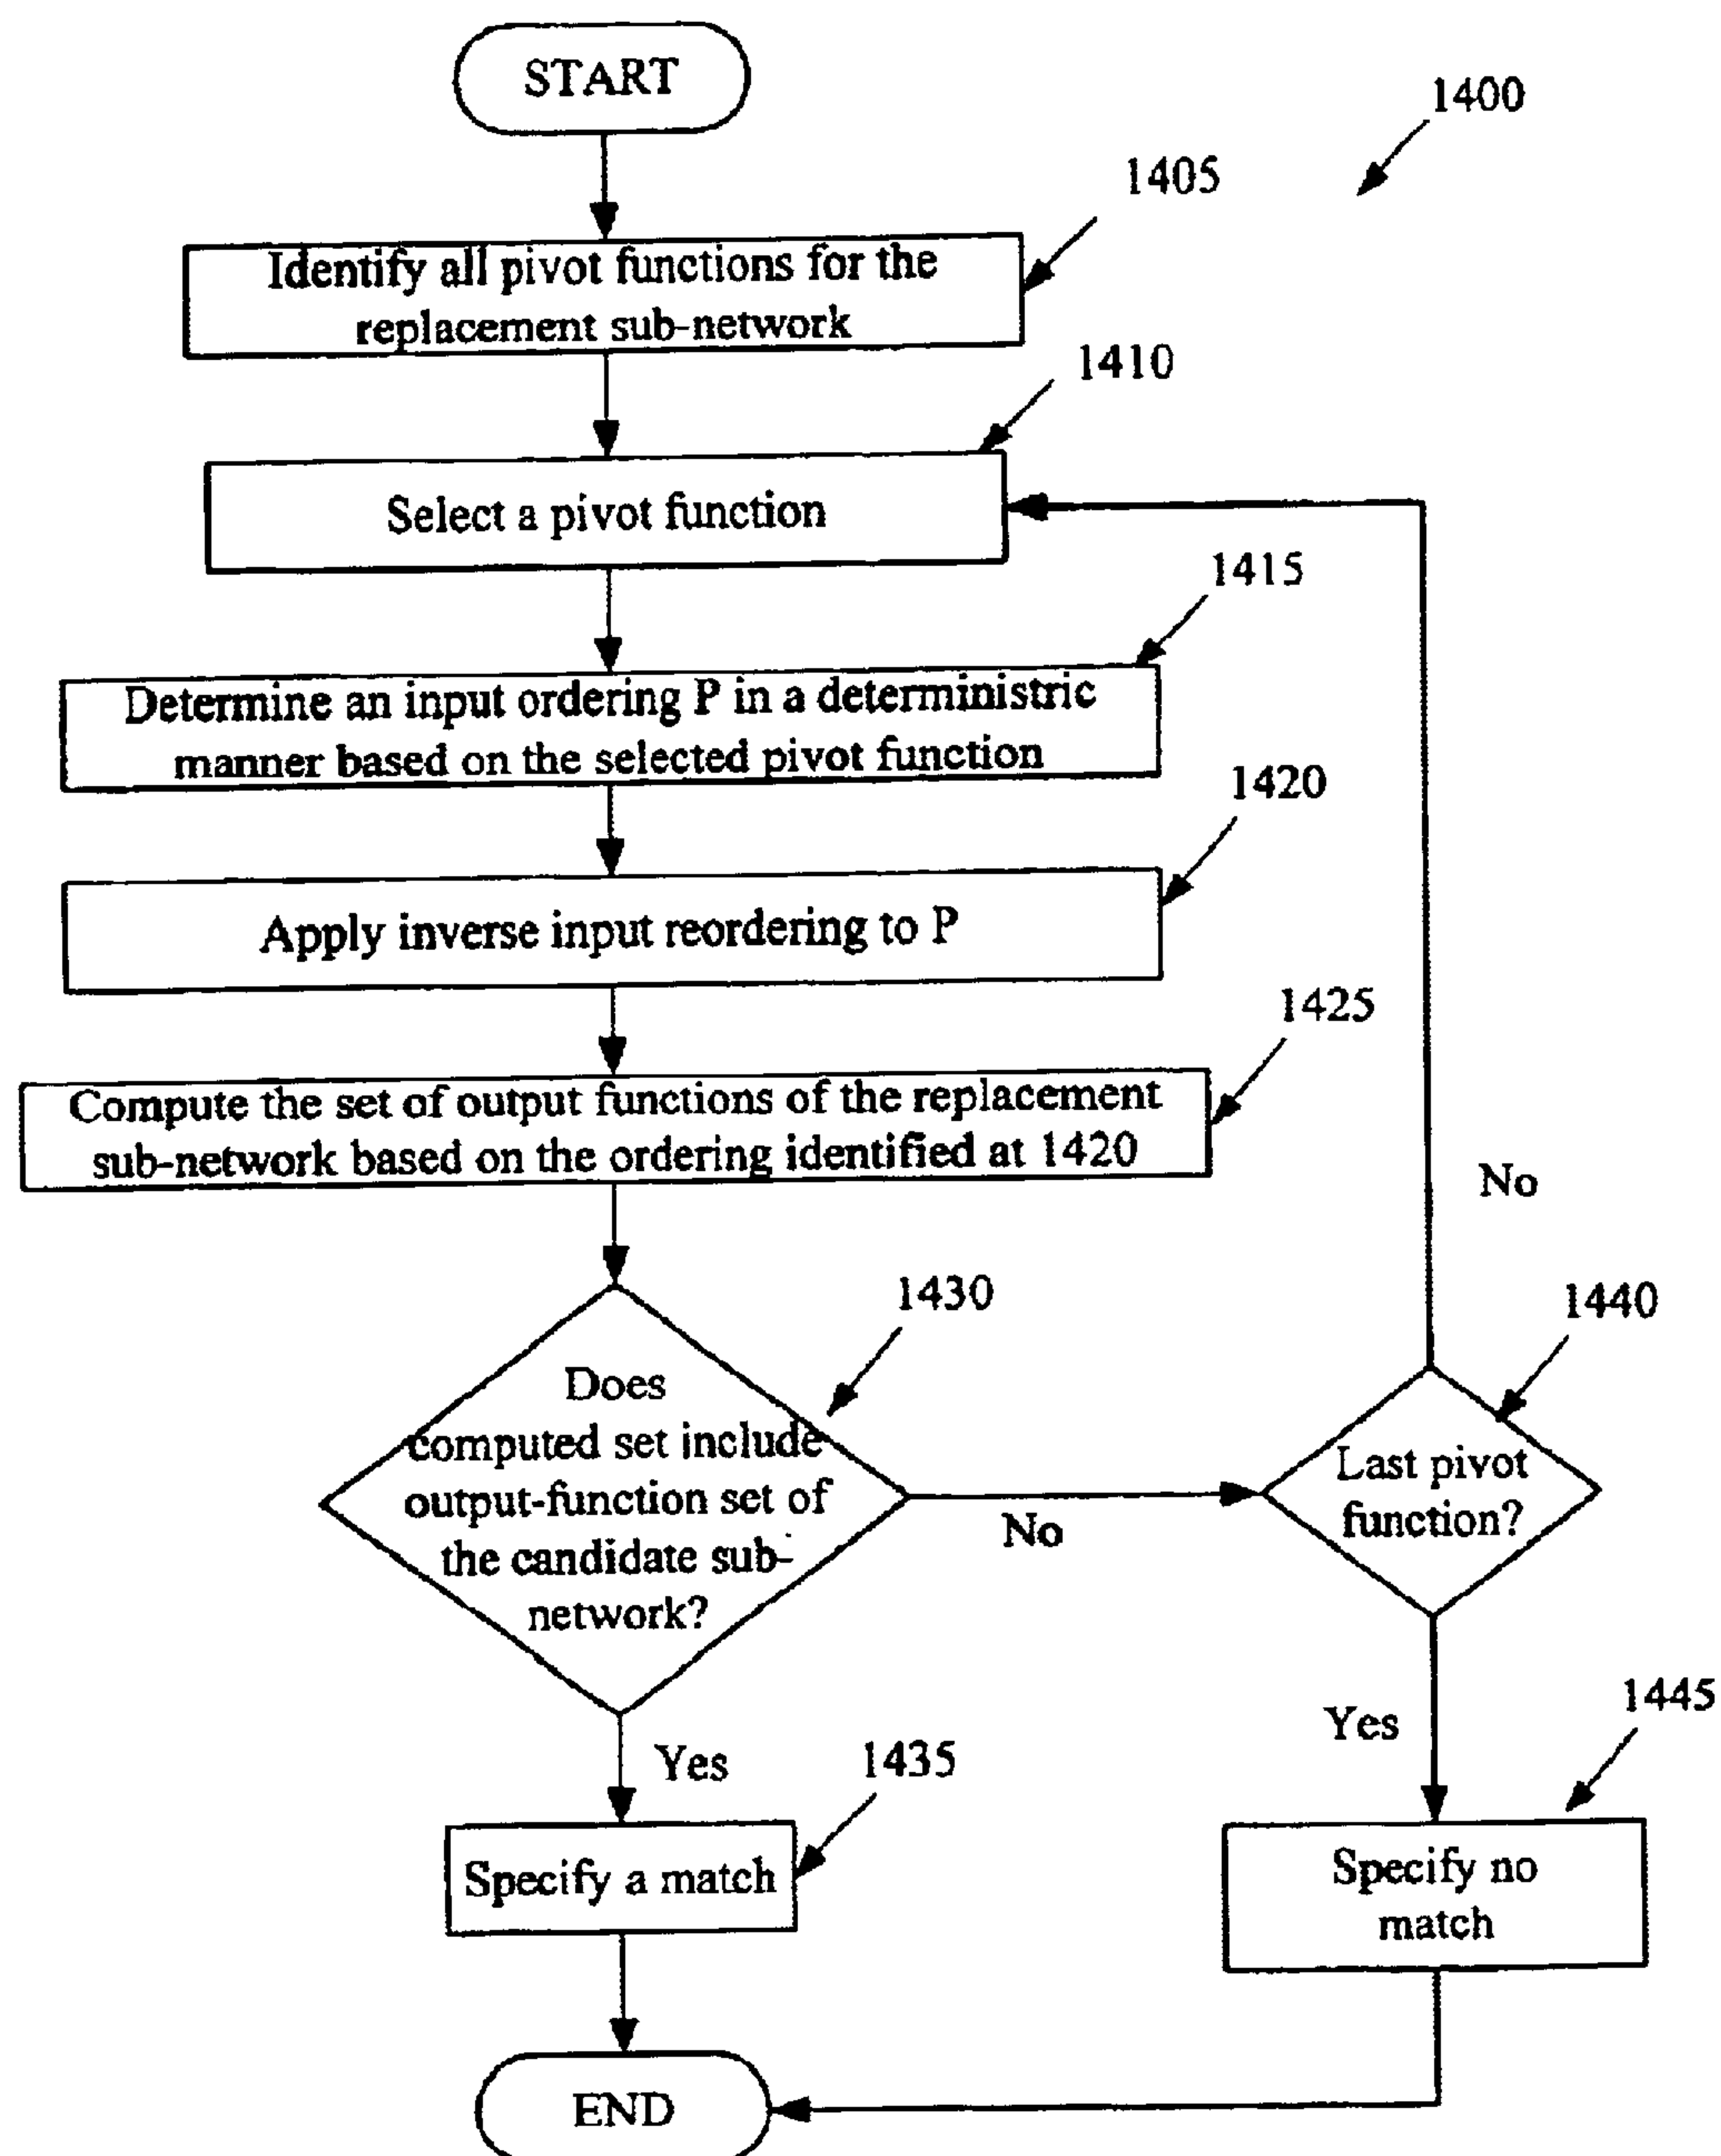 START
1400
1405
Identify all pivot functions for the
replacement sub-network
1410
Select a pivot function
1415
Determine an input ordering P in a deterministric
manner based on the selected pivot function
1420
Apply inverse input reordering to P
1425
Compute the set of output functions of the replacement
sub-network based on the ordering identified at 1420
No
1430
Does
computed set include
output-function set of
the candidate sub-
network?
No
1440
Last pivot
function?
Yes
1435
Specify a match
Yes
1445
Specify no
match
END